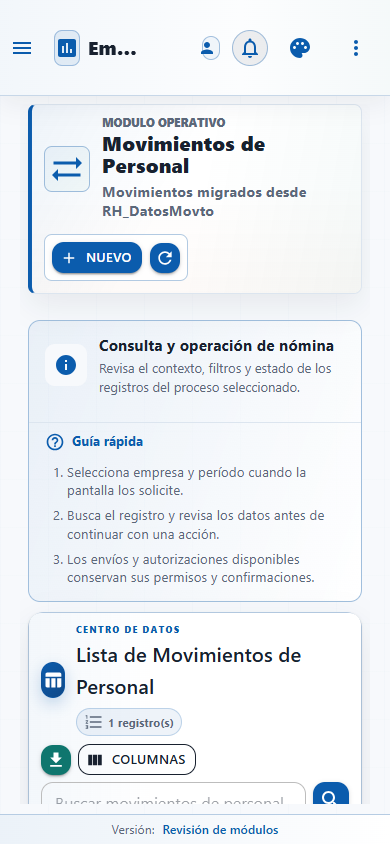 Em...
MODULO OPERATIVO
Movimientos de
Personal
Movimientos migrados desde
RH_DatosMovto
NUEVO
Consulta y operación de nómina
Revisa el contexto, filtros y estado de los
registros del proceso seleccionado.
Guía rápida
1. Selecciona empresa y período cuando la
pantalla los solicite.
2. Busca el registro y revisa los datos antes de
continuar con una acción.
3. Los envíos y autorizaciones disponibles
conservan sus permisos y confirmaciones.
CENTRO DE DATOS
Lista de Movimientos de
Personal
1 registro(s)
COLUMNAS
Buscar movimientos de personal
Versión: Revisión de módulos